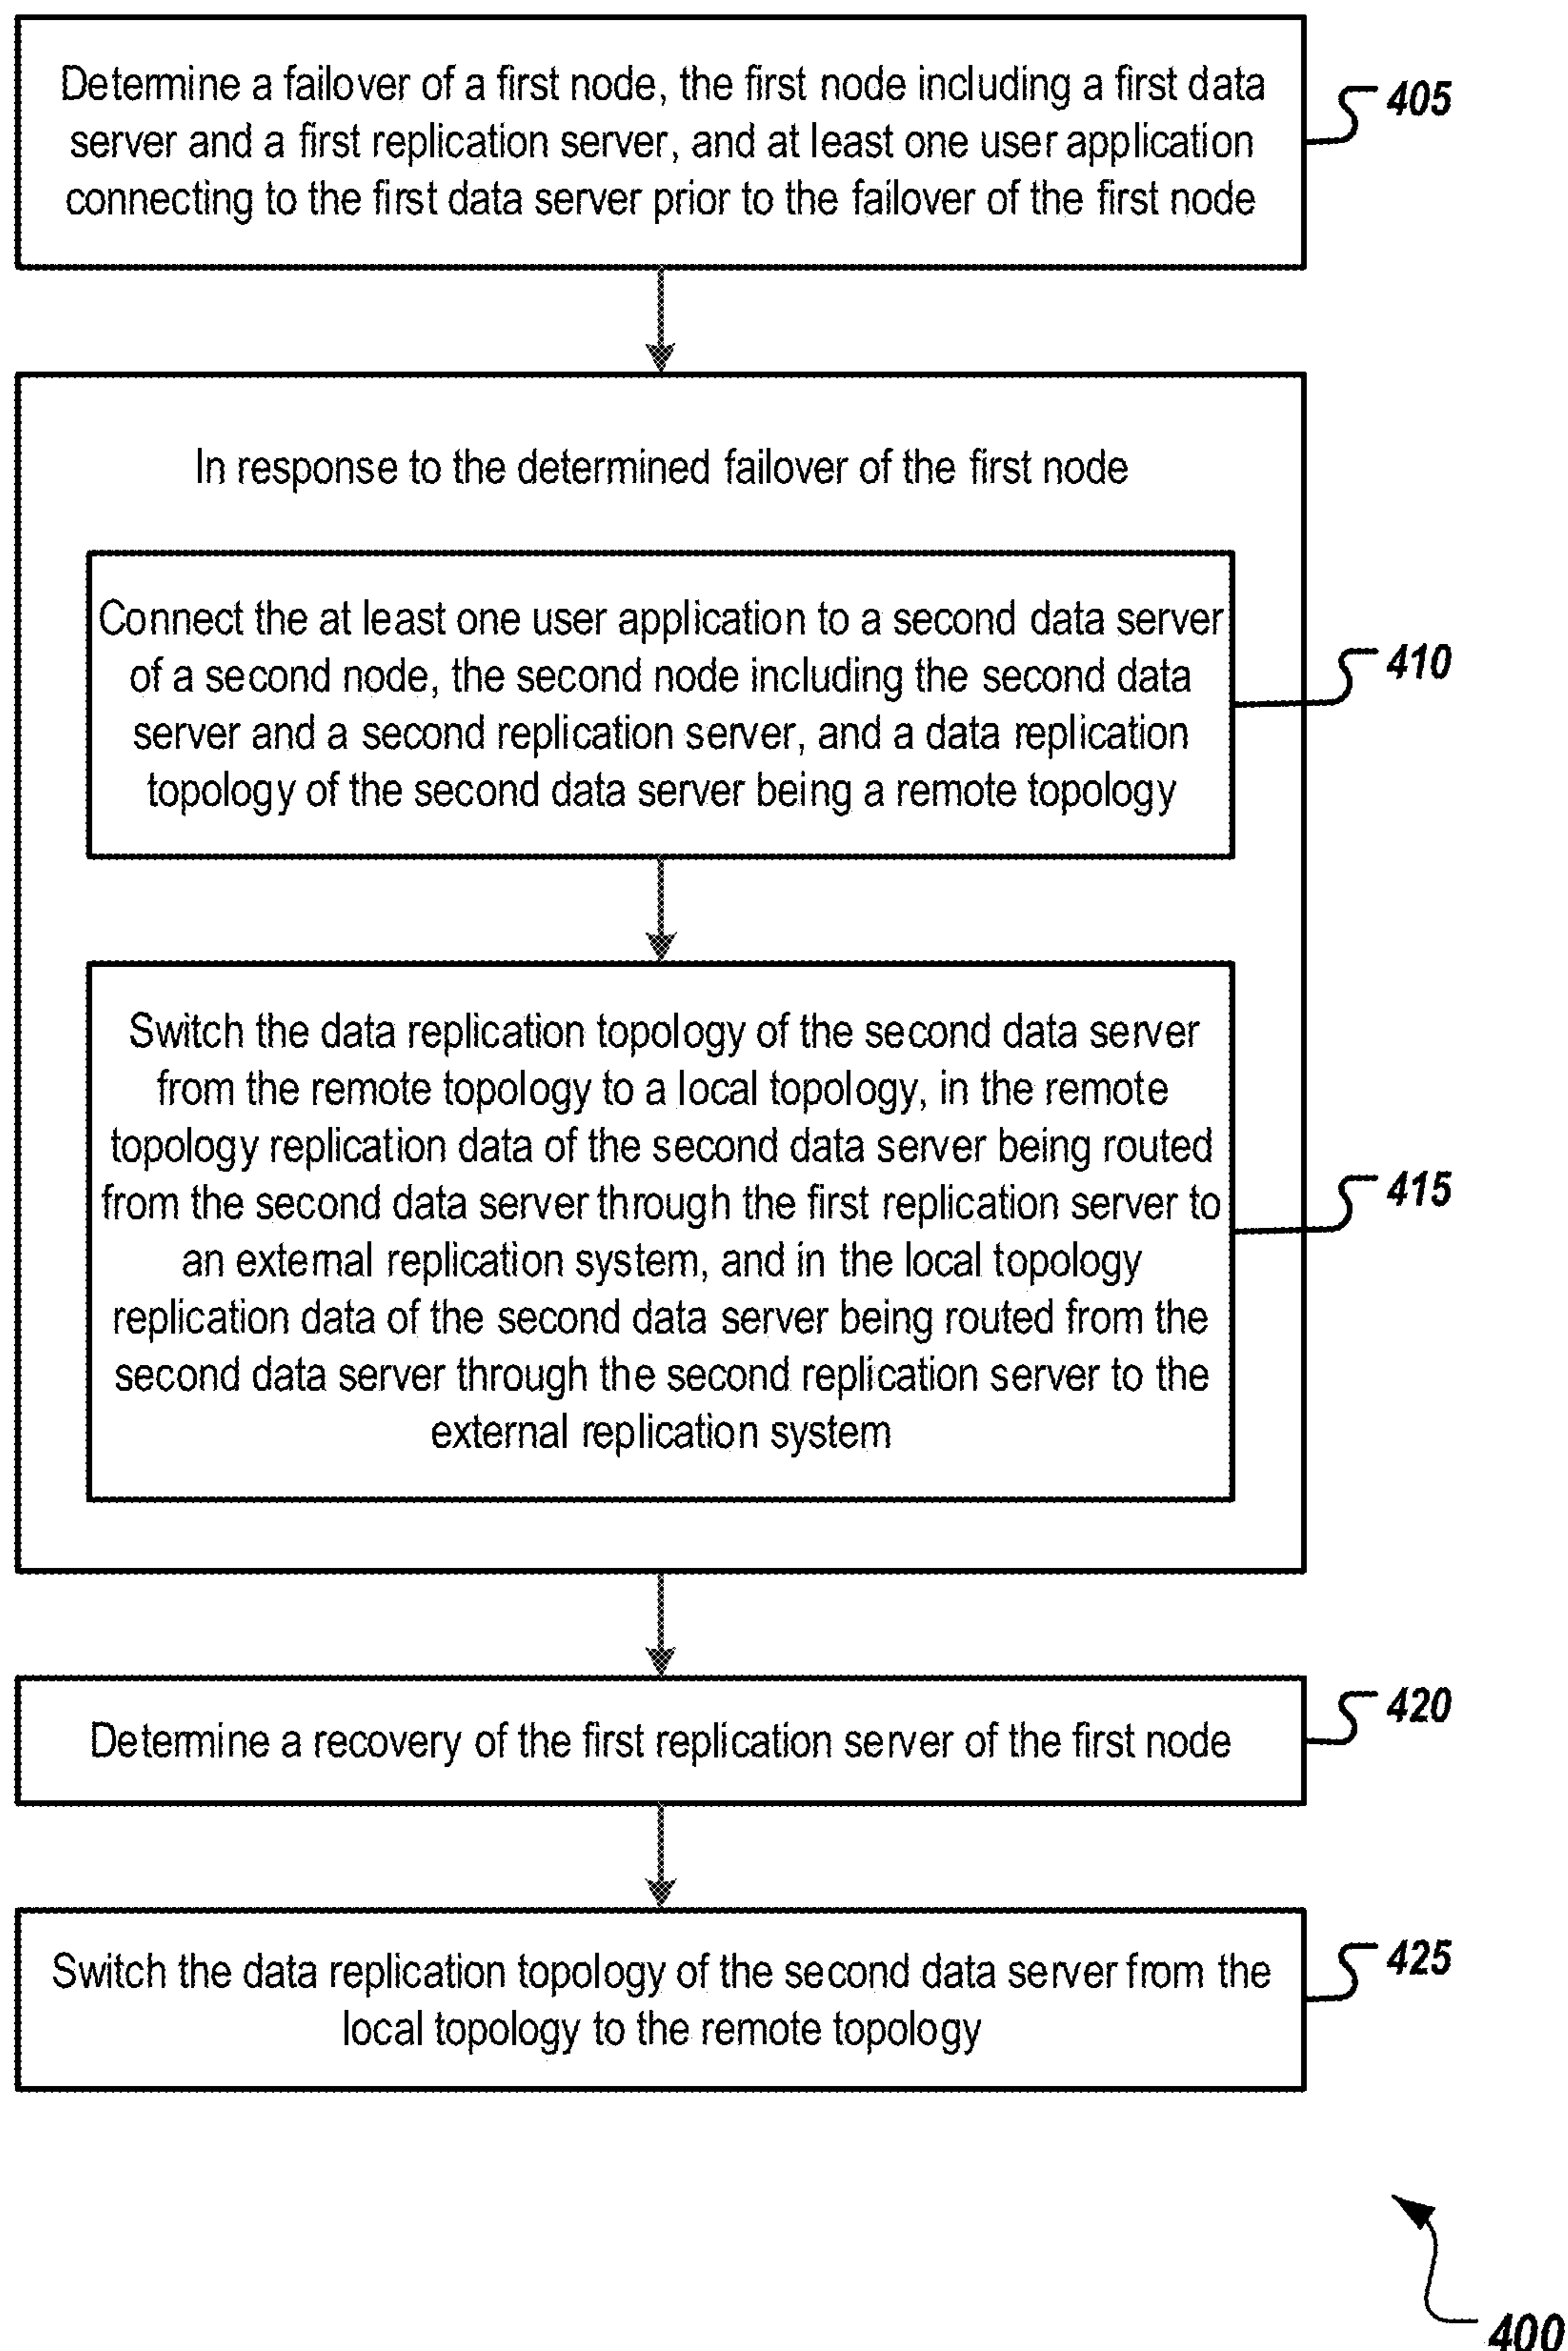 Determine a failover of a first node, the first node including a first data
server and a first replication server, and at least one user application
connecting to the first data server prior to the failover of the first node
405
In response to the determined failover of the first node
Connect the at least one user application to a second data server
of a second node, the second node including the second data
server and a second replication server, and a data replication
topology of the second data server being a remote topology
410
Switch the data replication topology of the second data server
from the remote topology to a local topology, in the remote
topology replication data of the second data server being routed
from the second data server through the first replication server to
an external replication system, and in the local topology
replication data of the second data server being routed from the
second data server through the second replication server to the
external replication system
415
Determine a recovery of the first replication server of the first node
420
Switch the data replication topology of the second data server from the
local topology to the remote topology
425
400